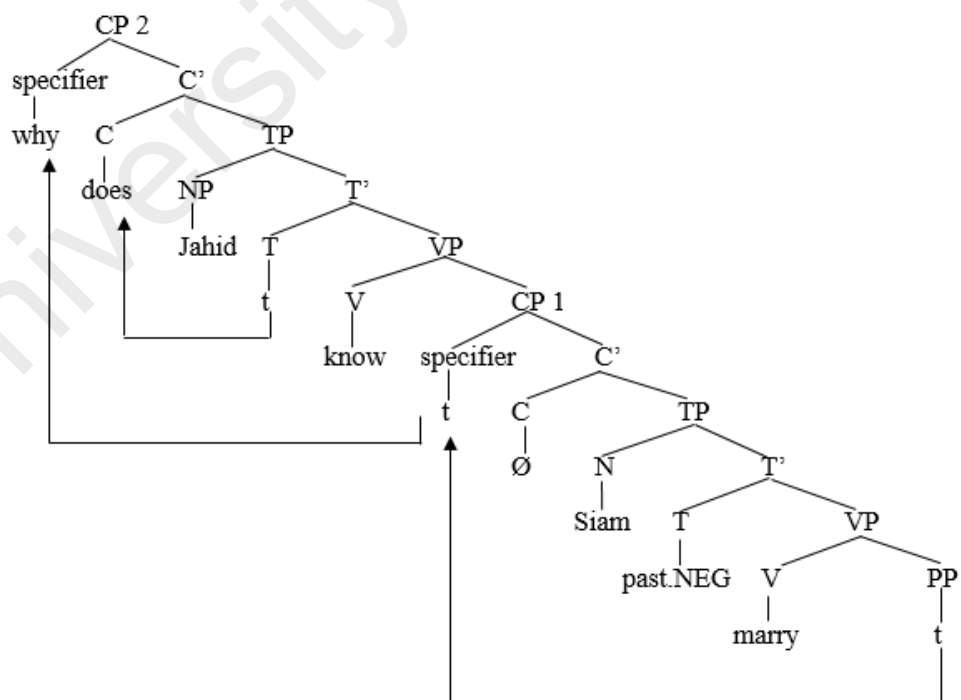 CP 2
specifier C’
why C TP
does NP T’
Jahid T VP
t V CP 1
know specifier C’
t C TP
Ø N T’
Siam T VP
past.NEG V PP
marry t